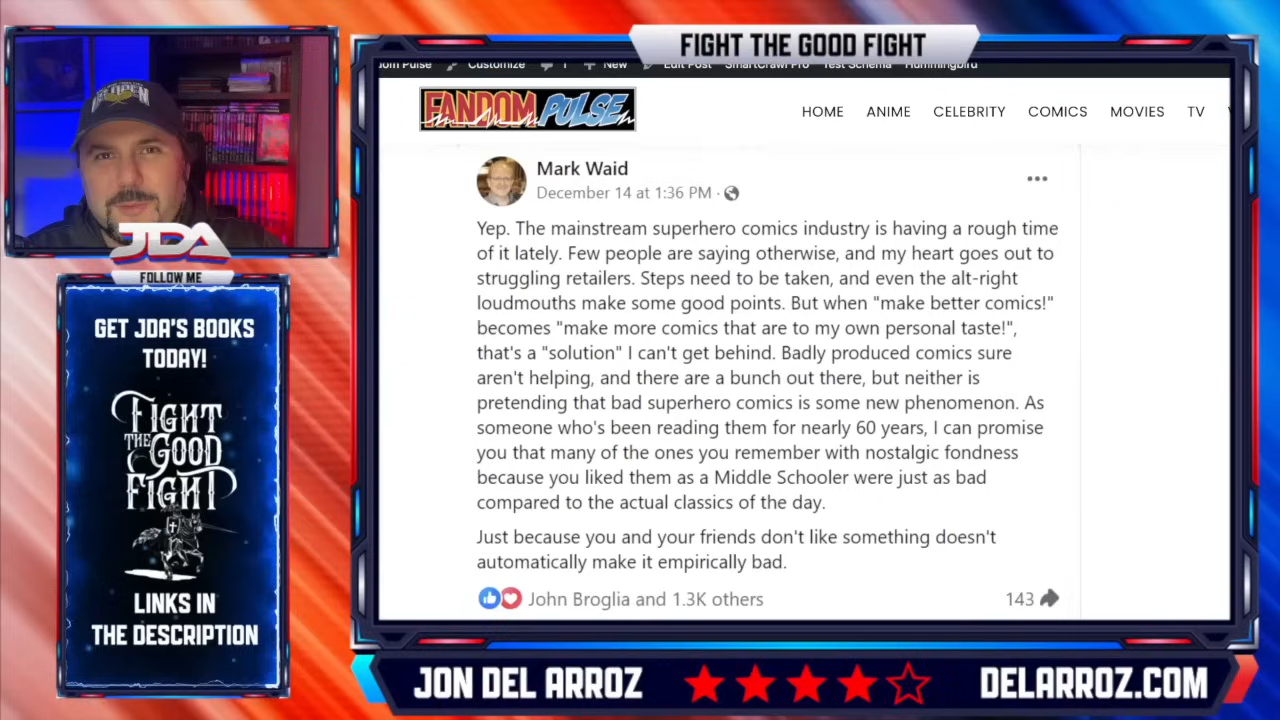 FIGHT THE GOOD FIGHT
om Pulse Customize 1 New Edit Post SmartCrawl Pro Test Schema Hummingbird
FANDOM PULSE
HOME ANIME CELEBRITY COMICS MOVIES TV
Mark Waid
December 14 at 1:36 PM ·
Yep. The mainstream superhero comics industry is having a rough time
of it lately. Few people are saying otherwise, and my heart goes out to
struggling retailers. Steps need to be taken, and even the alt-right
loudmouths make some good points. But when "make better comics!"
becomes "make more comics that are to my own personal taste!",
that's a "solution" I can't get behind. Badly produced comics sure
aren't helping, and there are a bunch out there, but neither is
pretending that bad superhero comics is some new phenomenon. As
someone who's been reading them for nearly 60 years, I can promise
you that many of the ones you remember with nostalgic fondness
because you liked them as a Middle Schooler were just as bad
compared to the actual classics of the day.
Just because you and your friends don't like something doesn't
automatically make it empirically bad.
John Broglia and 1.3K others
143
JDA
FOLLOW ME
GET JDA'S BOOKS
TODAY!
FIGHT
THE GOOD
FIGHT
LINKS IN
THE DESCRIPTION
JON DEL ARROZ
DELARROZ.COM